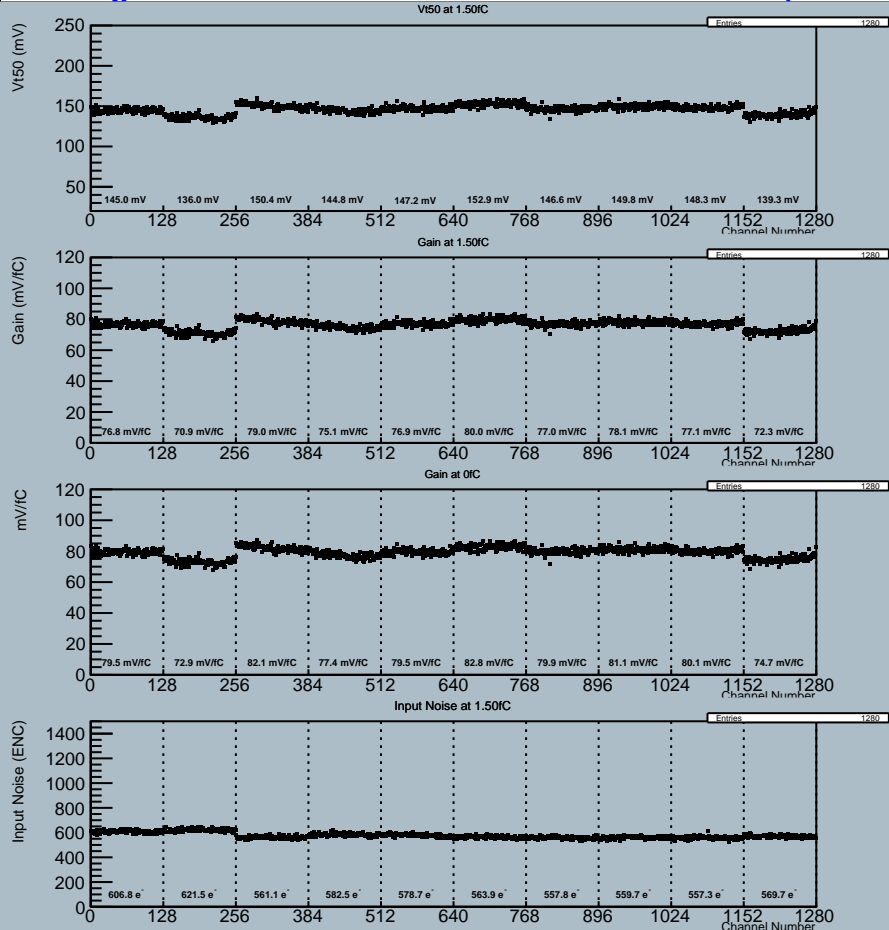 Vt50 at 1.50fC
Entries 1280
Vt50 (mV)
250
200
150
100
50
145.0 mV 136.0 mV 150.4 mV 144.8 mV 147.2 mV 152.9 mV 146.6 mV 149.8 mV 148.3 mV 139.3 mV
0 128 256 384 512 640 768 896 1024 1152 1280
Channel Number
Gain at 1.50fC
Entries 1280
Gain (mV/fC)
120
100
80
60
40
20
0
76.8 mV/fC 70.9 mV/fC 79.0 mV/fC 75.1 mV/fC 76.9 mV/fC 80.0 mV/fC 77.0 mV/fC 78.1 mV/fC 77.1 mV/fC 72.3 mV/fC
0 128 256 384 512 640 768 896 1024 1152 1280
Channel Number
Gain at 0fC
Entries 1280
mV/fC
120
100
80
60
40
20
0
79.5 mV/fC 72.9 mV/fC 82.1 mV/fC 77.4 mV/fC 79.5 mV/fC 82.8 mV/fC 79.9 mV/fC 81.1 mV/fC 80.1 mV/fC 74.7 mV/fC
0 128 256 384 512 640 768 896 1024 1152 1280
Channel Number
Input Noise at 1.50fC
Entries 1280
Input Noise (ENC)
1400
1200
1000
800
600
400
200
0
606.8 e⁻ 621.5 e⁻ 561.1 e⁻ 582.5 e⁻ 578.7 e⁻ 563.9 e⁻ 557.8 e⁻ 559.7 e⁻ 557.3 e⁻ 569.7 e⁻
0 128 256 384 512 640 768 896 1024 1152 1280
Channel Number